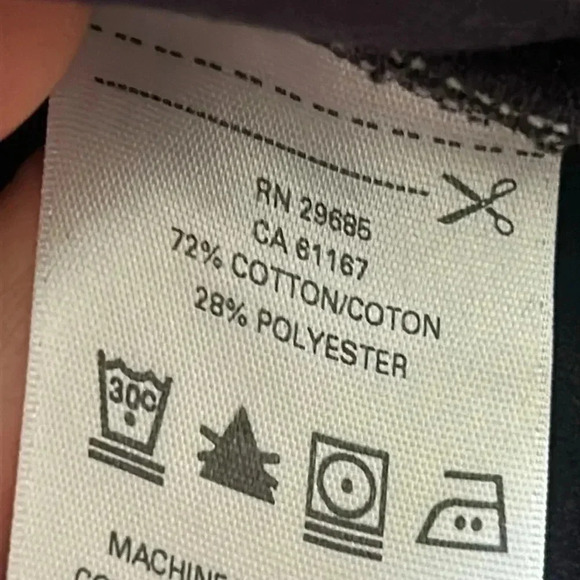 RN 29685
CA 61167
72% COTTON/COTON
28% POLYESTER
30C
MACHINE